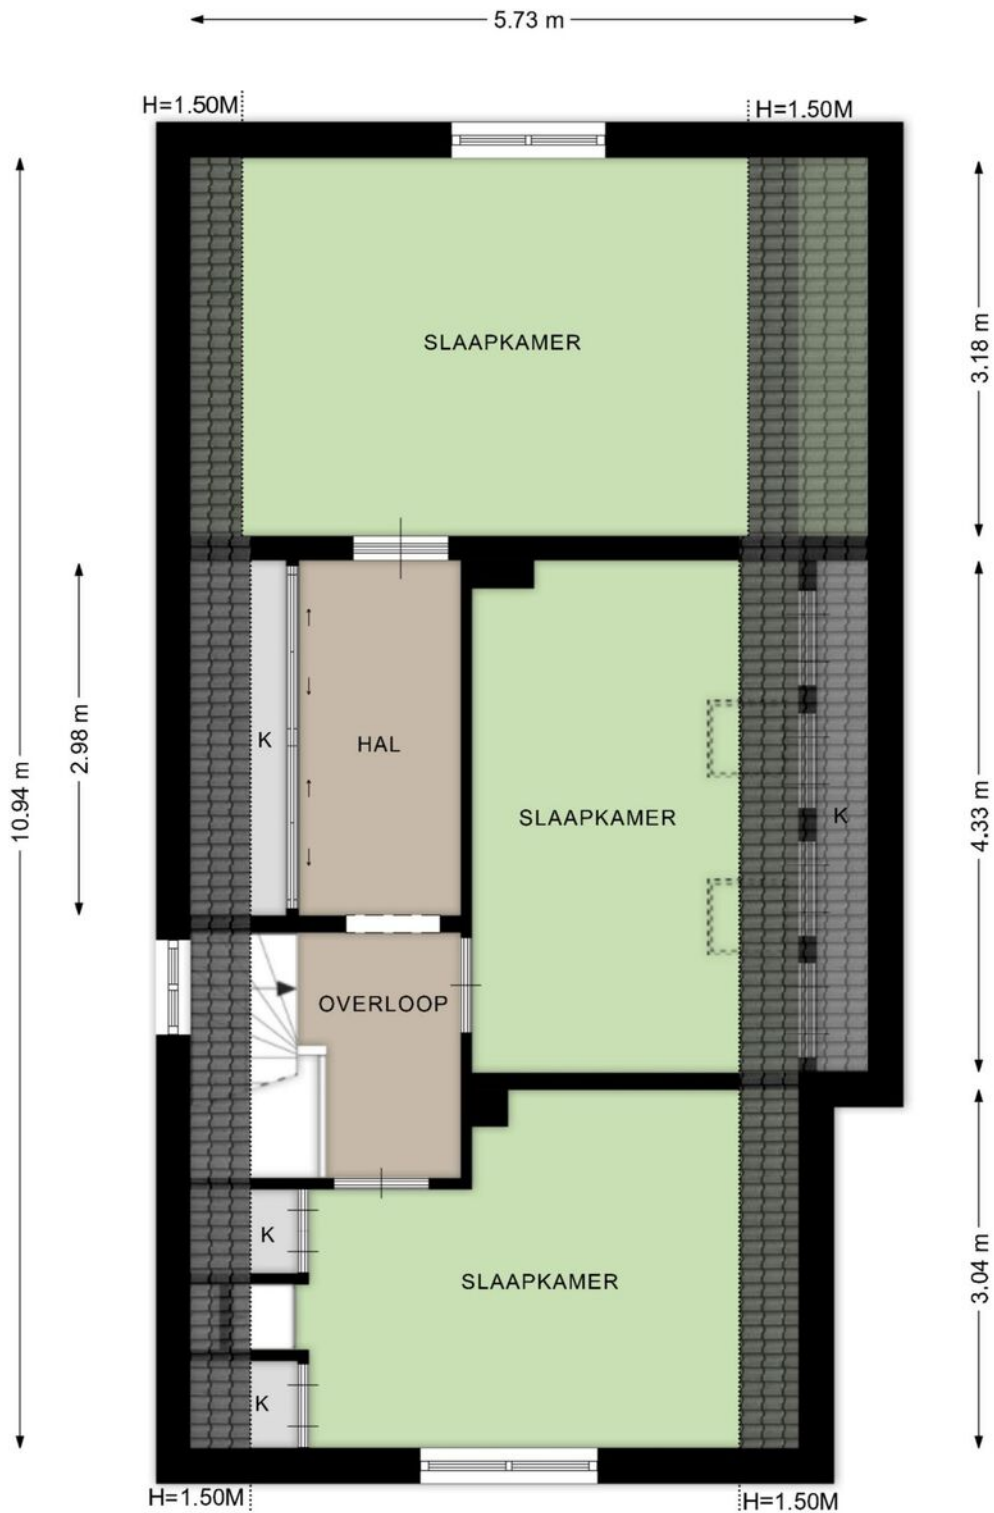 5.73 m
H=1.50M
H=1.50M
SLAAPKAMER
3.18 m
2.98 m
K
HAL
10.94 m
SLAAPKAMER
K
4.33 m
OVERLOOP
K
SLAAPKAMER
3.04 m
K
H=1.50M
H=1.50M